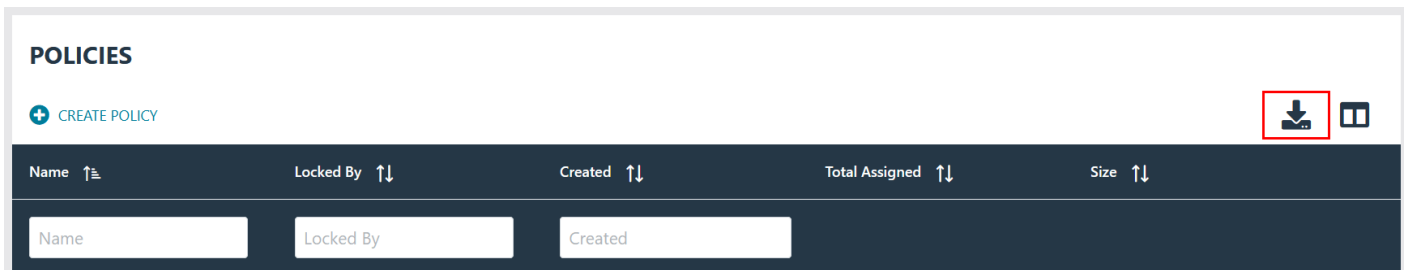 POLICIES
CREATE POLICY
Name Locked By Created Total Assigned Size
Name Locked By Created